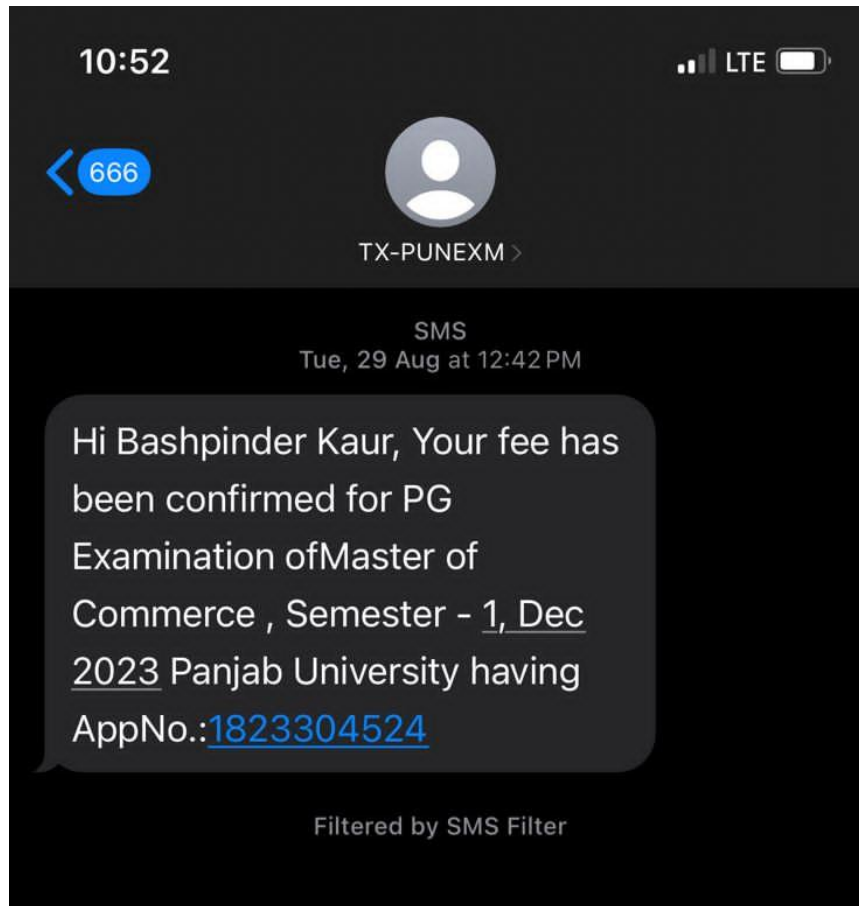 10:52
LTE
666
TX-PUNEXM
SMS
Tue, 29 Aug at 12:42 PM
Hi Bashpinder Kaur, Your fee has
been confirmed for PG
Examination ofMaster of
Commerce , Semester - 1, Dec
2023 Panjab University having
AppNo.:1823304524
Filtered by SMS Filter